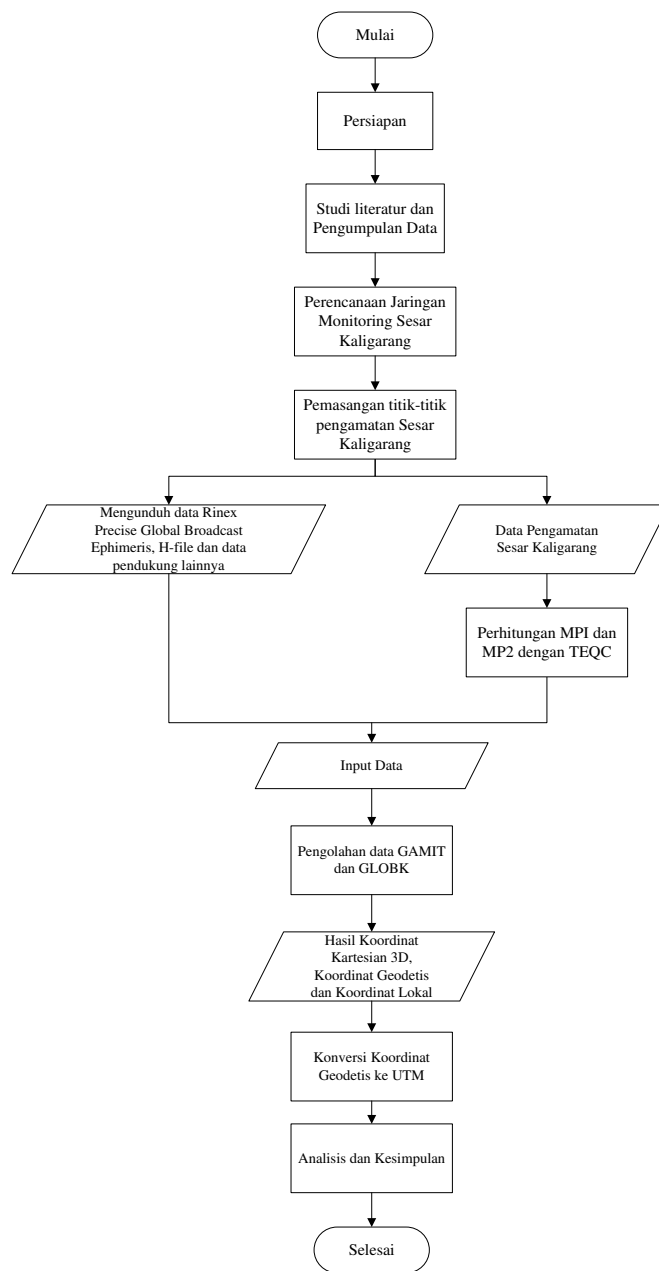 Mulai
Persiapan
Studi literatur dan
Pengumpulan Data
Perencanaan Jaringan
Monitoring Sesar
Kaligarang
Pemasangan titik-titik
pengamatan Sesar
Kaligarang
Mengunduh data Rinex
Precise Global Broadcast
Ephimeris, H-file dan data
pendukung lainnya
Data Pengamatan
Sesar Kaligarang
Perhitungan MPI dan
MP2 dengan TEQC
Input Data
Pengolahan data GAMIT
dan GLOBK
Hasil Koordinat
Kartesian 3D,
Koordinat Geodetis
dan Koordinat Lokal
Konversi Koordinat
Geodetis ke UTM
Analisis dan Kesimpulan
Selesai